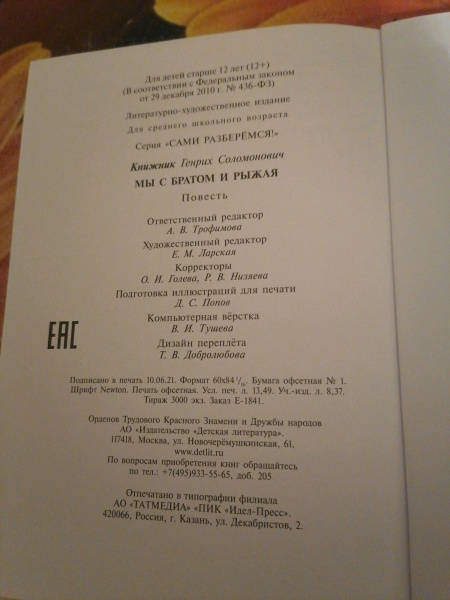 Для детей старше 12 лет (12+)
(В соответствии с Федеральным законом
от 29 декабря 2010 г. № 436-ФЗ)
Литературно-художественное издание
Для среднего школьного возраста
Серия «САМИ РАЗБЕРЁМСЯ!»
Книжник Генрих Соломонович
МЫ С БРАТОМ И РЫЖАЯ
Повесть
Ответственный редактор
А. В. Трофимова
Художественный редактор
Е. М. Ларская
Корректоры
О. И. Голева, Р. В. Низяева
Подготовка иллюстраций для печати
Д. С. Попов
Компьютерная вёрстка
В. И. Тушева
Дизайн переплёта
Т. В. Добролюбова
ЕАС
Подписано в печать 10.06.21. Формат 60х84 1/16. Бумага офсетная № 1.
Шрифт Newton. Печать офсетная. Усл. печ. л. 13,49. Уч.-изд. л. 8,37.
Тираж 3000 экз. Заказ Е-1841.
Орденов Трудового Красного Знамени и Дружбы народов
АО «Издательство «Детская литература».
117418, Москва, ул. Новочерёмушкинская, 61.
www.detlit.ru
По вопросам приобретения книг обращайтесь
по тел.: +7(495)933-55-65, доб. 205
Отпечатано в типографии филиала
АО «ТАТМЕДИА» «ПИК «Идел-Пресс».
420066, Россия, г. Казань, ул. Декабристов, 2.